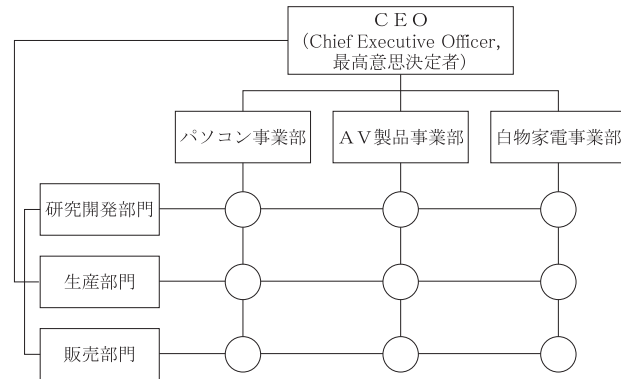 CEO
(Chief Executive Officer,
最高意思決定者)
パソコン事業部
AV製品事業部
白物家電事業部
研究開発部門
生産部門
販売部門